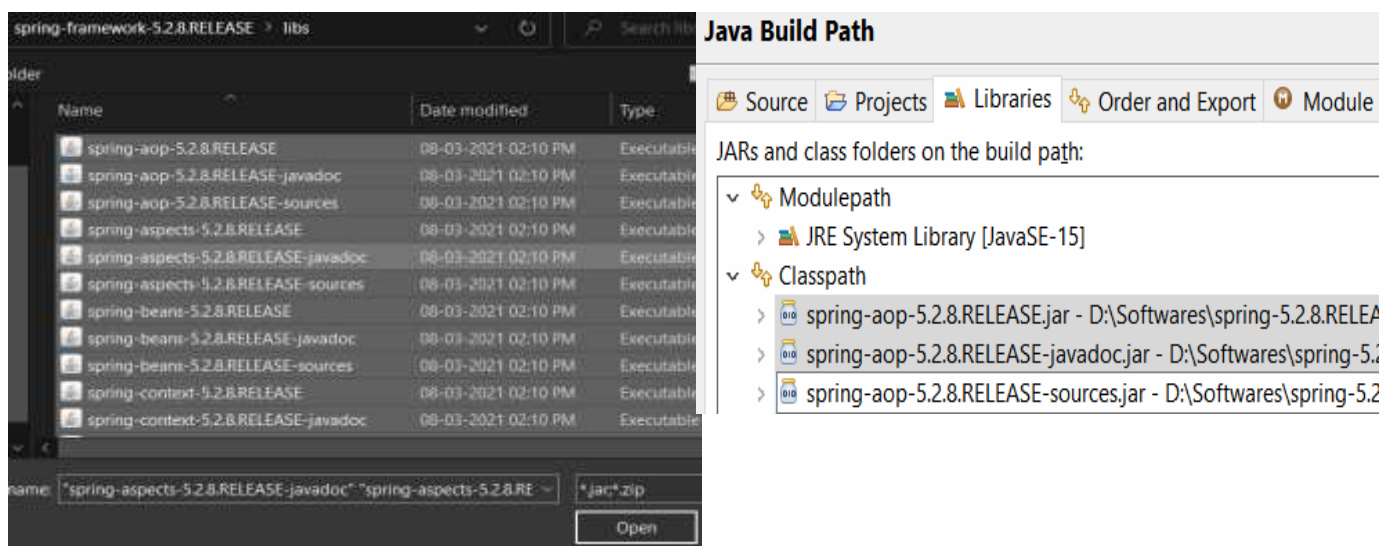 spring-framework-5.2.8.RELEASE > libs
Search lib
older
Name Date modified Type
spring-aop-5.2.8.RELEASE 08-03-2021 02:10 PM Executable
spring-aop-5.2.8.RELEASE-javadoc 08-03-2021 02:10 PM Executable
spring-aop-5.2.8.RELEASE-sources 08-03-2021 02:10 PM Executable
spring-aspects-5.2.8.RELEASE 08-03-2021 02:10 PM Executable
spring-aspects-5.2.8.RELEASE-javadoc 08-03-2021 02:10 PM Executable
spring-aspects-5.2.8.RELEASE-sources 08-03-2021 02:10 PM Executable
spring-beans-5.2.8.RELEASE 08-03-2021 02:10 PM Executable
spring-beans-5.2.8.RELEASE-javadoc 08-03-2021 02:10 PM Executable
spring-beans-5.2.8.RELEASE-sources 08-03-2021 02:10 PM Executable
spring-context-5.2.8.RELEASE 08-03-2021 02:10 PM Executable
spring-context-5.2.8.RELEASE-javadoc 08-03-2021 02:10 PM Executable
name: "spring-aspects-5.2.8.RELEASE-javadoc" "spring-aspects-5.2.8.RE *.jar;*.zip
Open
Java Build Path
Source Projects Libraries Order and Export Module
JARs and class folders on the build path:
Modulepath
JRE System Library [JavaSE-15]
Classpath
spring-aop-5.2.8.RELEASE.jar - D:\Softwares\spring-5.2.8.RELEA
spring-aop-5.2.8.RELEASE-javadoc.jar - D:\Softwares\spring-5.2
spring-aop-5.2.8.RELEASE-sources.jar - D:\Softwares\spring-5.2